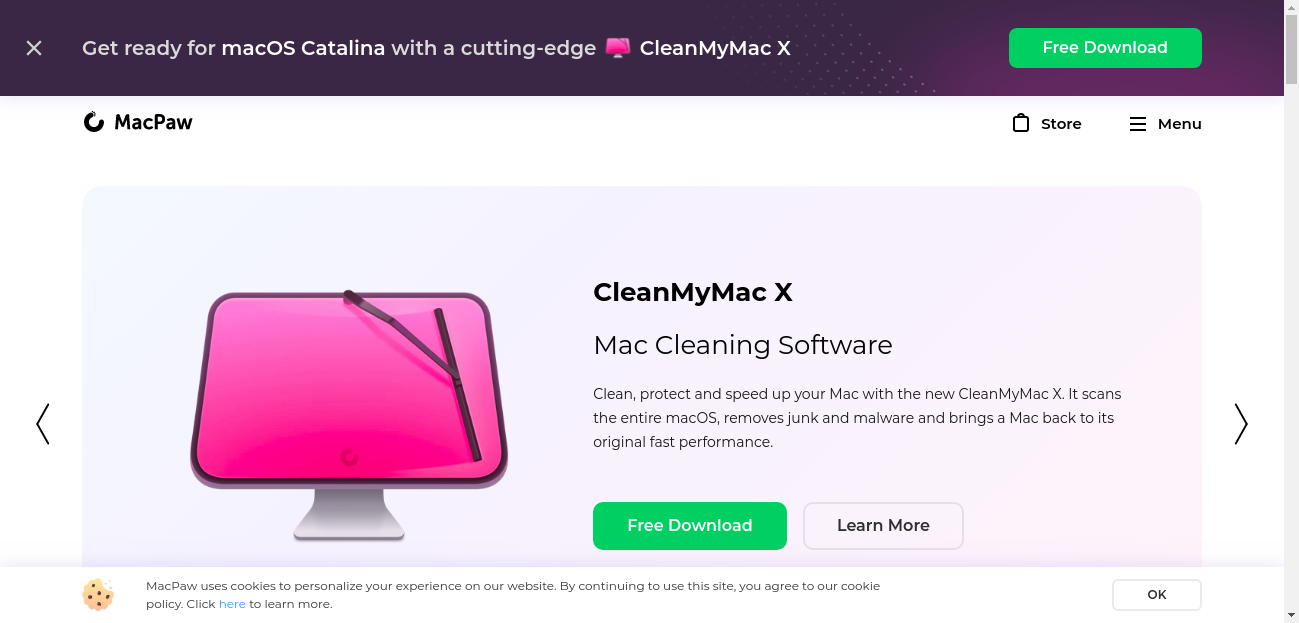 Get ready for macOS Catalina with a cutting-edge CleanMyMac X
Free Download
MacPaw
Store
Menu
CleanMyMac X
Mac Cleaning Software
Clean, protect and speed up your Mac with the new CleanMyMac X. It scans
the entire macOS, removes junk and malware and brings a Mac back to its
original fast performance.
Free Download
Learn More
MacPaw uses cookies to personalize your experience on our website. By continuing to use this site, you agree to our cookie
policy. Click here to learn more.
OK